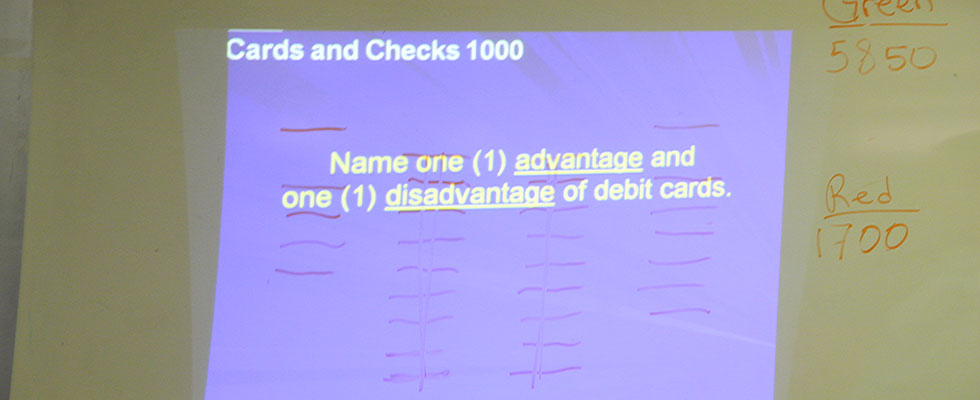 Cards and Checks 1000
Name one (1) advantage and
one (1) disadvantage of debit cards.
Green
5850
Red
1700